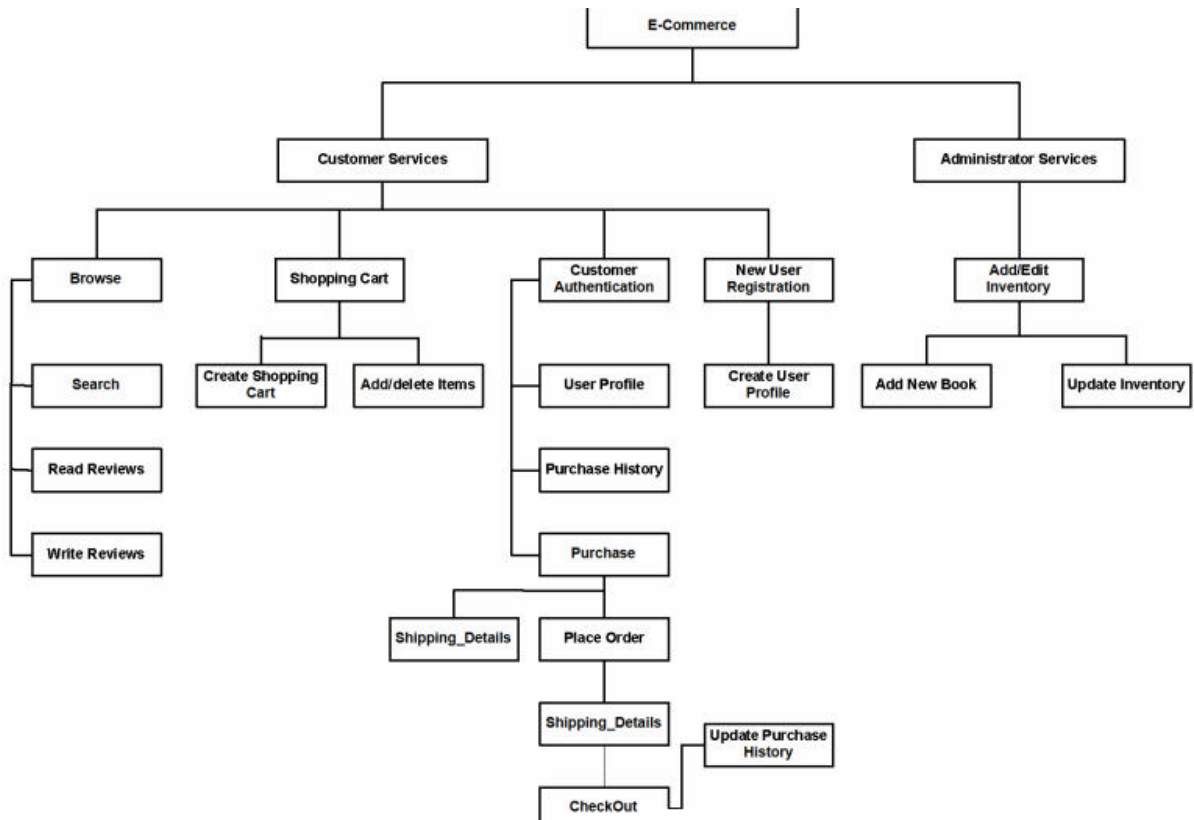 E-Commerce
Customer Services
Administrator Services
Browse
Shopping Cart
Customer
Authentication
New User
Registration
Add/Edit
Inventory
Search
Create Shopping
Cart
Add/delete Items
User Profile
Create User
Profile
Add New Book
Update Inventory
Read Reviews
Purchase History
Write Reviews
Purchase
Shipping_Details
Place Order
Shipping_Details
Update Purchase
History
CheckOut